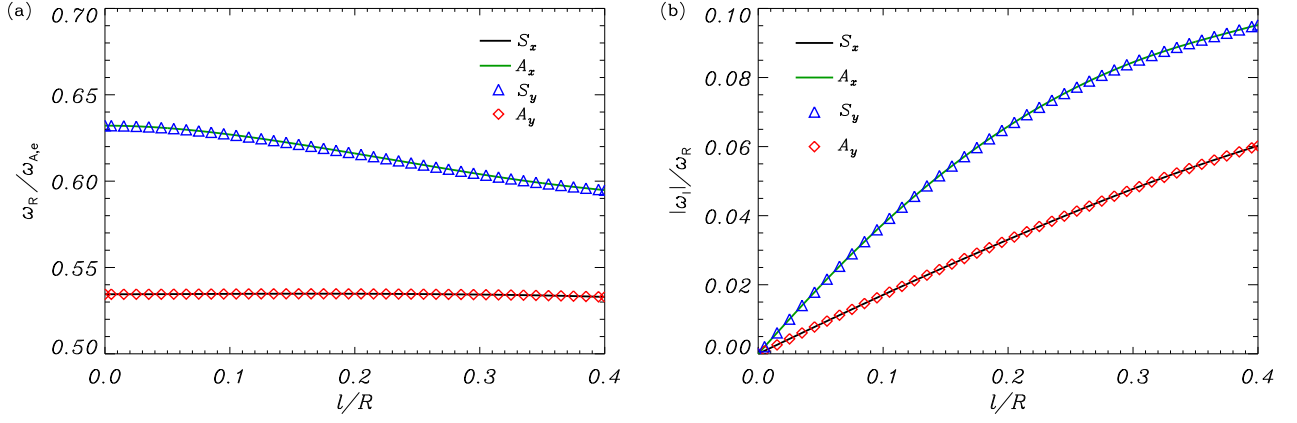 (a)
0.70
0.65
0.60
0.55
0.50
ω_R/ω_A,e
S_x
A_x
S_y
A_y
0.0 0.1 0.2 0.3 0.4
l/R
(b)
0.10
0.08
0.06
0.04
0.02
0.00
|ω_I|/ω_R
S_x
A_x
S_y
A_y
0.0 0.1 0.2 0.3 0.4
l/R